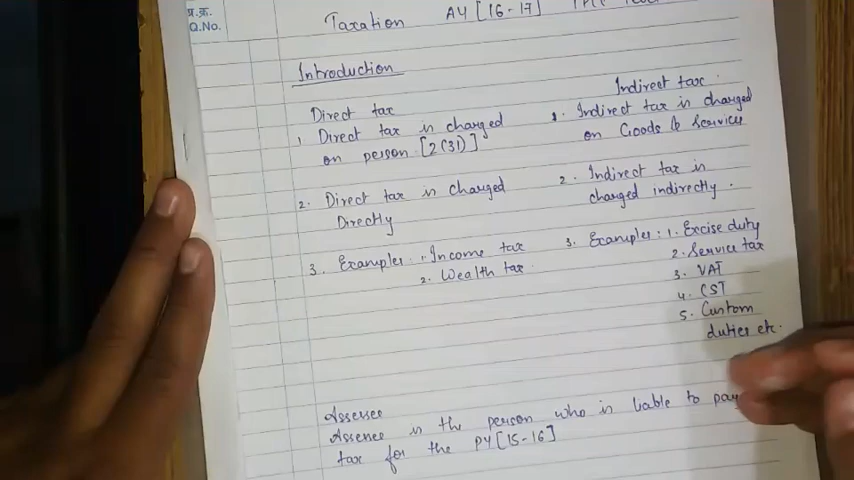 प्र.क्र.
Q.No.
Taxation AY [16-17]
Introduction
Direct tax
1 Direct tax is charged
on person [2(31)]
2. Direct tax is charged
Directly
3. Examples: 1. Income tax
2. Wealth tax
Indirect tax
1. Indirect tax is charged
on Goods & Services
2. Indirect tax is
charged indirectly.
3. Examples: 1. Excise duty
2. Service tax
3. VAT
4. CST
5. Custom
duties etc.
Assessee
Assessee is the person who is liable to pay
tax for the PY [15-16]